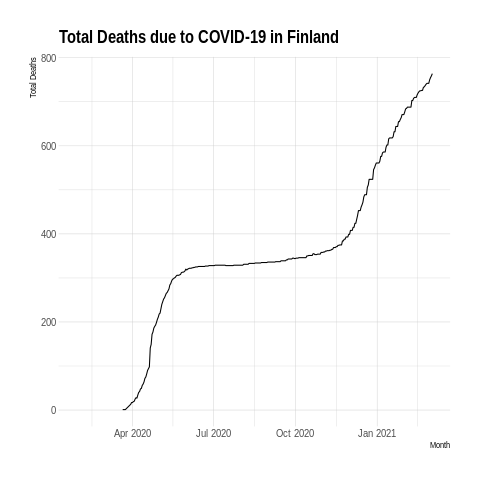 Total Deaths due to COVID-19 in Finland
Total Deaths
800
600
400
200
0
Apr 2020 Jul 2020 Oct 2020 Jan 2021
Month